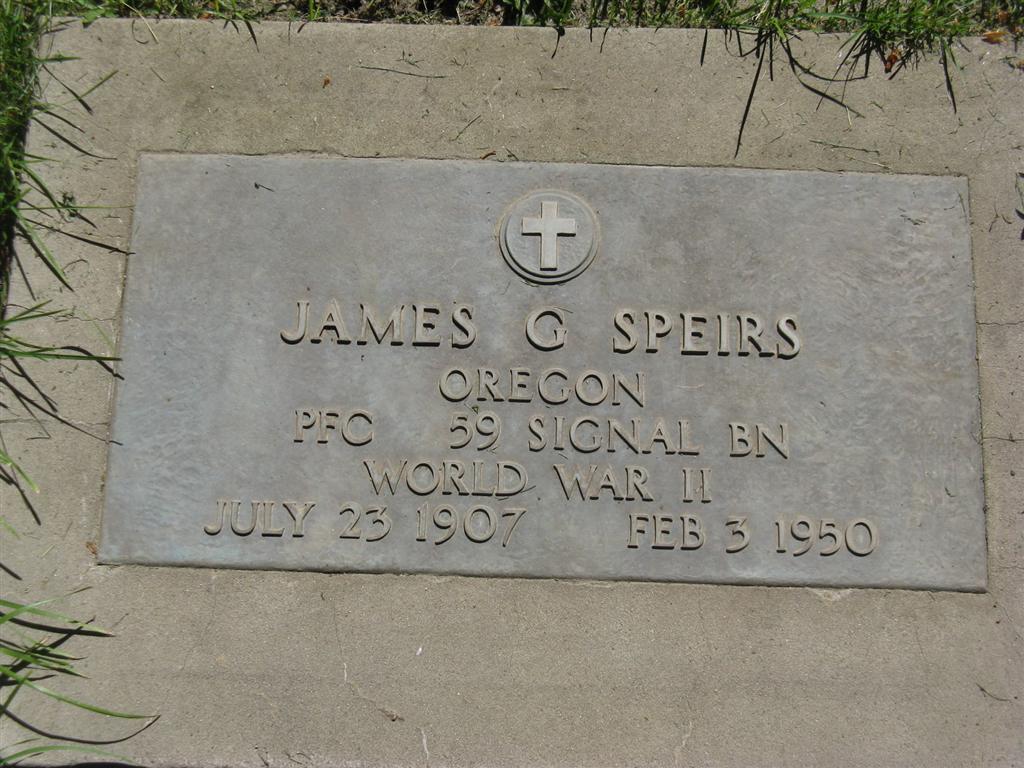 JAMES G SPEIRS
OREGON
PFC 59 SIGNAL BN
WORLD WAR II
JULY 23 1907 FEB 3 1950